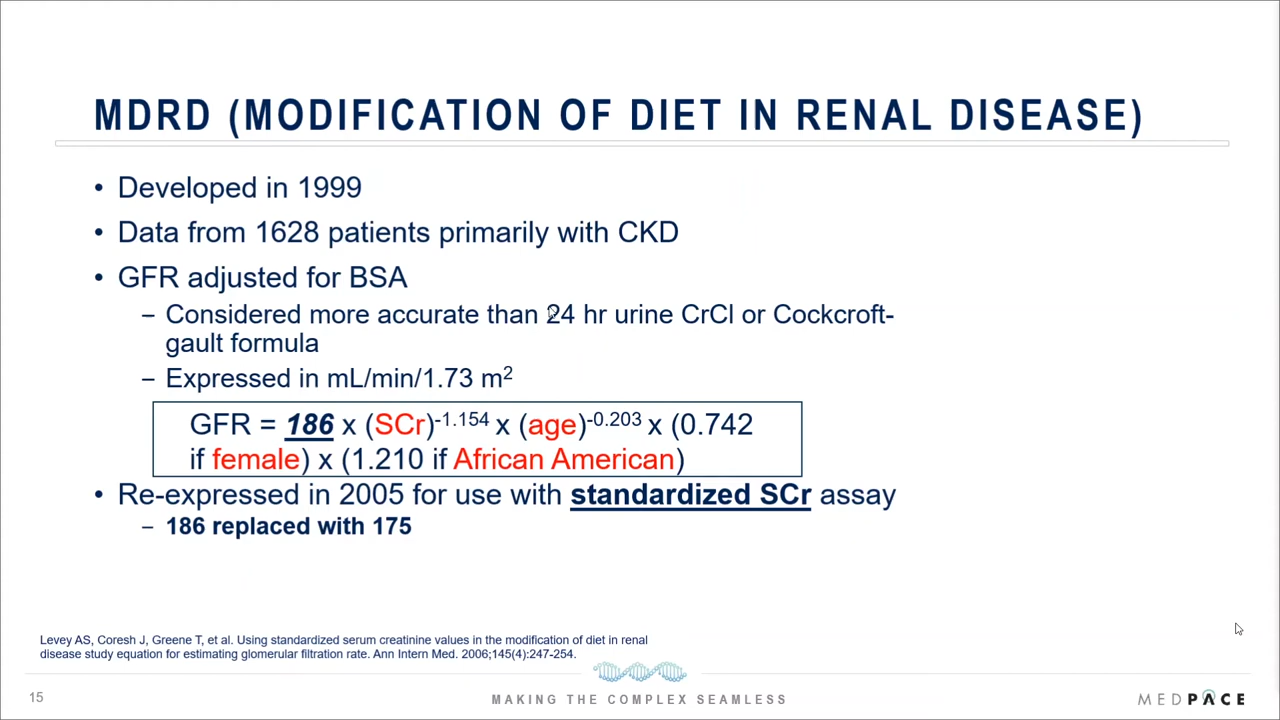 MDRD (MODIFICATION OF DIET IN RENAL DISEASE)
• Developed in 1999
• Data from 1628 patients primarily with CKD
• GFR adjusted for BSA
– Considered more accurate than 24 hr urine CrCl or Cockcroft-
gault formula
– Expressed in mL/min/1.73 m²
GFR = 186 x (SCr)⁻¹·¹⁵⁴ x (age)⁻⁰·²⁰³ x (0.742
if female) x (1.210 if African American)
• Re-expressed in 2005 for use with standardized SCr assay
– 186 replaced with 175
Levey AS, Coresh J, Greene T, et al. Using standardized serum creatinine values in the modification of diet in renal
disease study equation for estimating glomerular filtration rate. Ann Intern Med. 2006;145(4):247-254.
15
MAKING THE COMPLEX SEAMLESS
MEDPACE